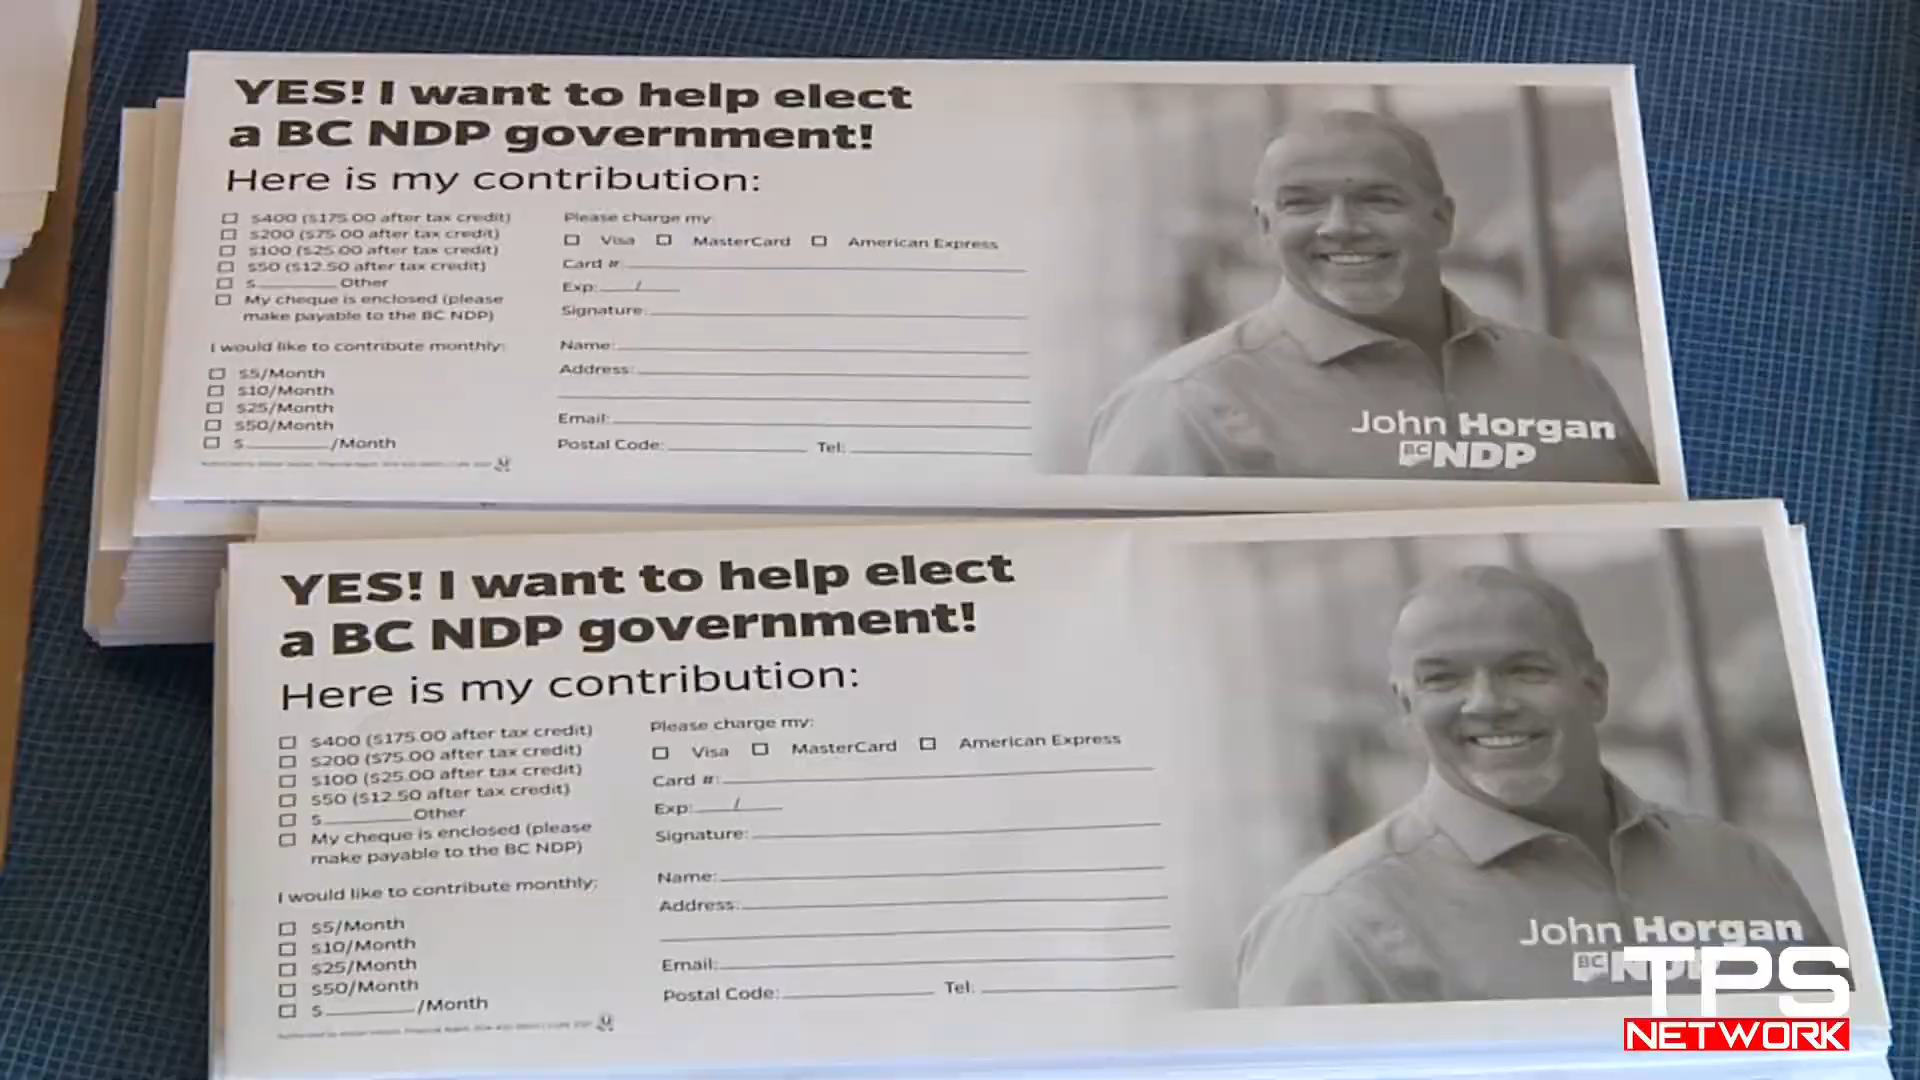 YES! I want to help elect
a BC NDP government!
Here is my contribution:
$400 ($175.00 after tax credit)
$200 ($75.00 after tax credit)
$100 ($25.00 after tax credit)
$50 ($12.50 after tax credit)
$ Other
My cheque is enclosed (please
make payable to the BC NDP)
I would like to contribute monthly:
$5/Month
$10/Month
$25/Month
$50/Month
$ /Month
Please charge my:
Visa MasterCard American Express
Card #:
Exp: /
Signature:
Name:
Address:
Email:
Postal Code: Tel:
John Horgan
BC NDP
YES! I want to help elect
a BC NDP government!
Here is my contribution:
$400 ($175.00 after tax credit)
$200 ($75.00 after tax credit)
$100 ($25.00 after tax credit)
$50 ($12.50 after tax credit)
$ Other
My cheque is enclosed (please
make payable to the BC NDP)
I would like to contribute monthly:
$5/Month
$10/Month
$25/Month
$50/Month
$ /Month
Please charge my:
Visa MasterCard American Express
Card #:
Exp: /
Signature:
Name:
Address:
Email:
Postal Code: Tel:
John Horgan
BC NDP
TPS
NETWORK